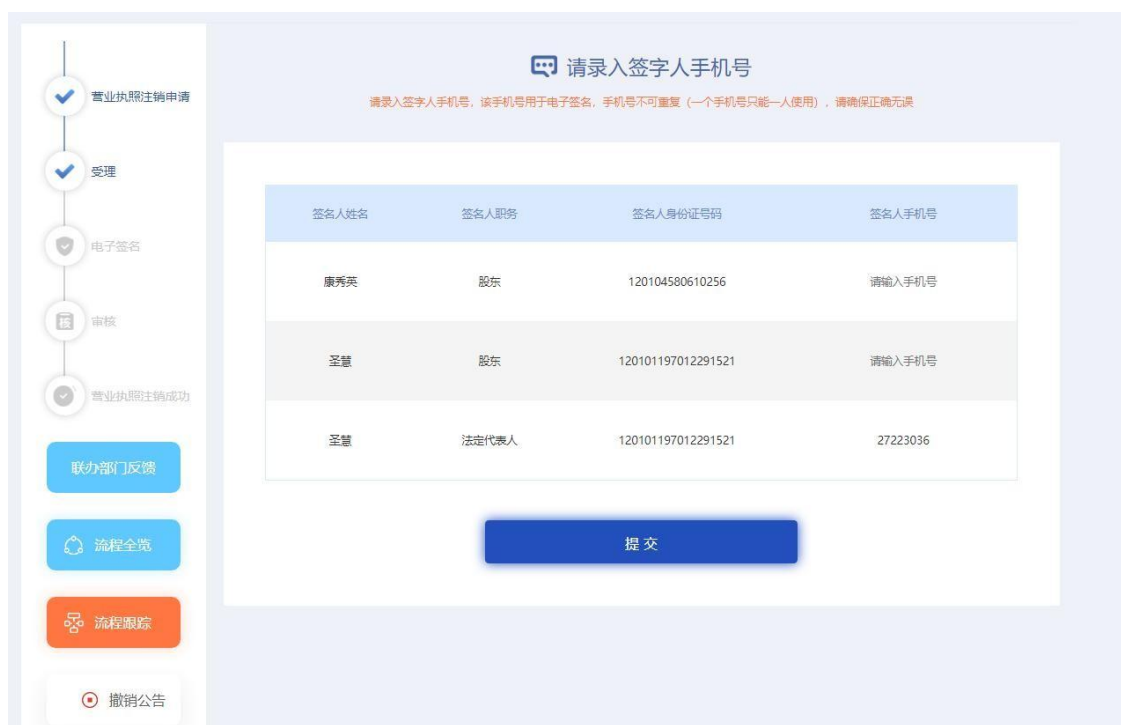 请录入签字人手机号
请录入签字人手机号，该手机号用于电子签名，手机号不可重复（一个手机号只能一人使用），请确保正确无误
营业执照注销申请
受理
电子签名
核 审核
营业执照注销成功
联办部门反馈
流程全览
流程跟踪
撤销公告
签名人姓名 签名人职务 签名人身份证号码 签名人手机号
康秀英 股东 120104580610256 请输入手机号
圣慧 股东 120101197012291521 请输入手机号
圣慧 法定代表人 120101197012291521 27223036
提交